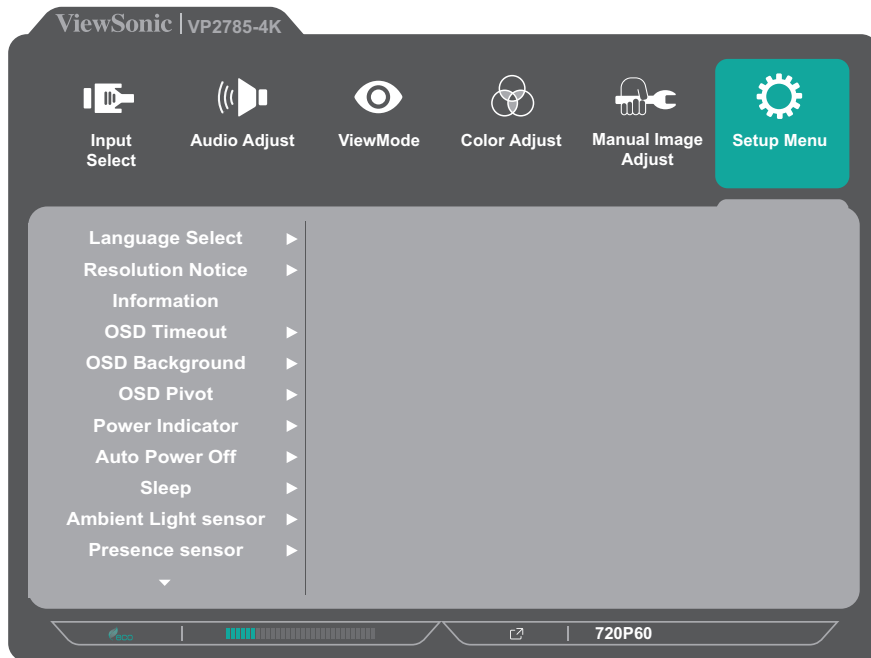 ViewSonic | VP2785-4K
Input
Select
Audio Adjust
ViewMode
Color Adjust
Manual Image
Adjust
Setup Menu
Language Select
Resolution Notice
Information
OSD Timeout
OSD Background
OSD Pivot
Power Indicator
Auto Power Off
Sleep
Ambient Light sensor
Presence sensor
eco
720P60